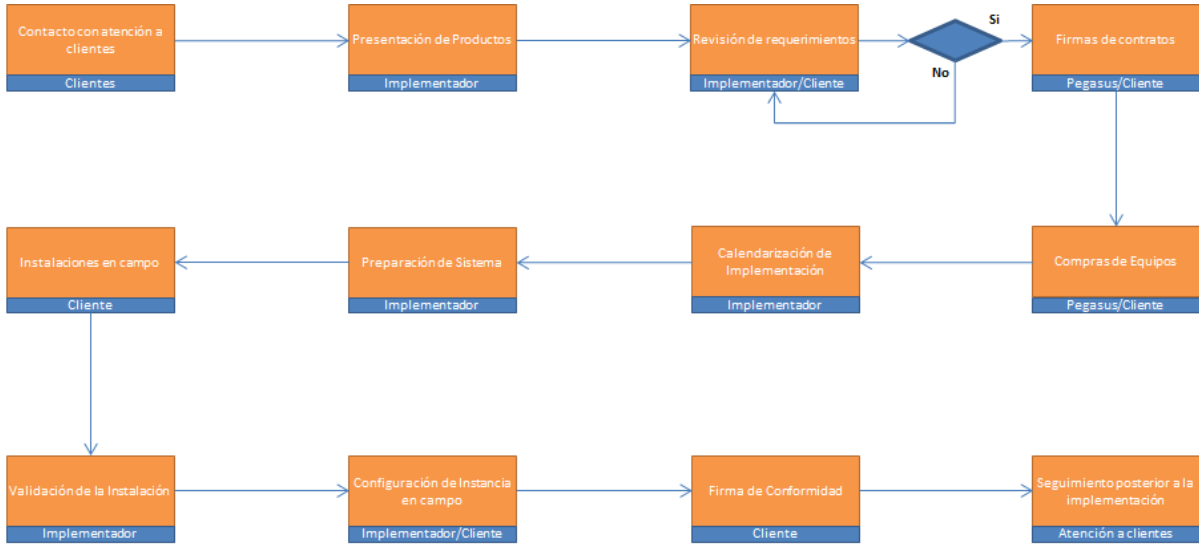 Contacto con atención a
clientes
Clientes
Presentación de Productos
Implementador
Revisión de requerimientos
Implementador/Cliente
Si
No
Firmas de contratos
Pegasus/Cliente
Instalaciones en campo
Cliente
Preparación de Sistema
Implementador
Calendarización de
Implementación
Implementador
Compras de Equipos
Pegasus/Cliente
Validación de la Instalación
Implementador
Configuración de Instancia
en campo
Implementador/Cliente
Firma de Conformidad
Cliente
Seguimiento posterior a la
implementación
Atención a clientes